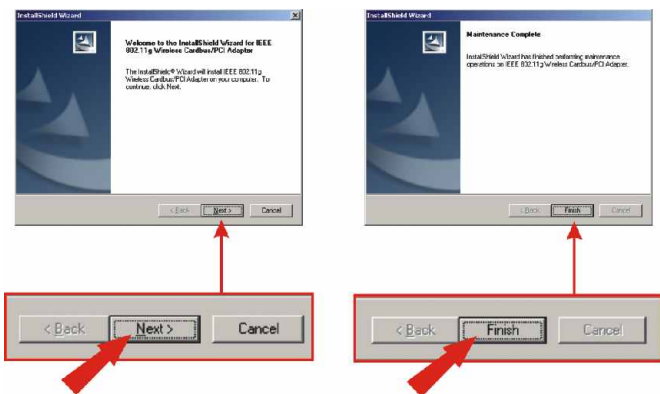 InstallShield Wizard
Welcome to the InstallShield Wizard for IEEE
802.11g Wireless Cardbus/PCI Adapter
The InstallShield® Wizard will install IEEE 802.11g
Wireless Cardbus/PCI Adapter on your computer. To
continue, click Next.
< Back
Next >
Cancel
InstallShield Wizard
Maintenance Complete
InstallShield Wizard has finished performing maintenance
operations on IEEE 802.11g Wireless Cardbus/PCI Adapter.
< Back
Finish
Cancel
< Back
Next >
Cancel
< Back
Finish
Cancel